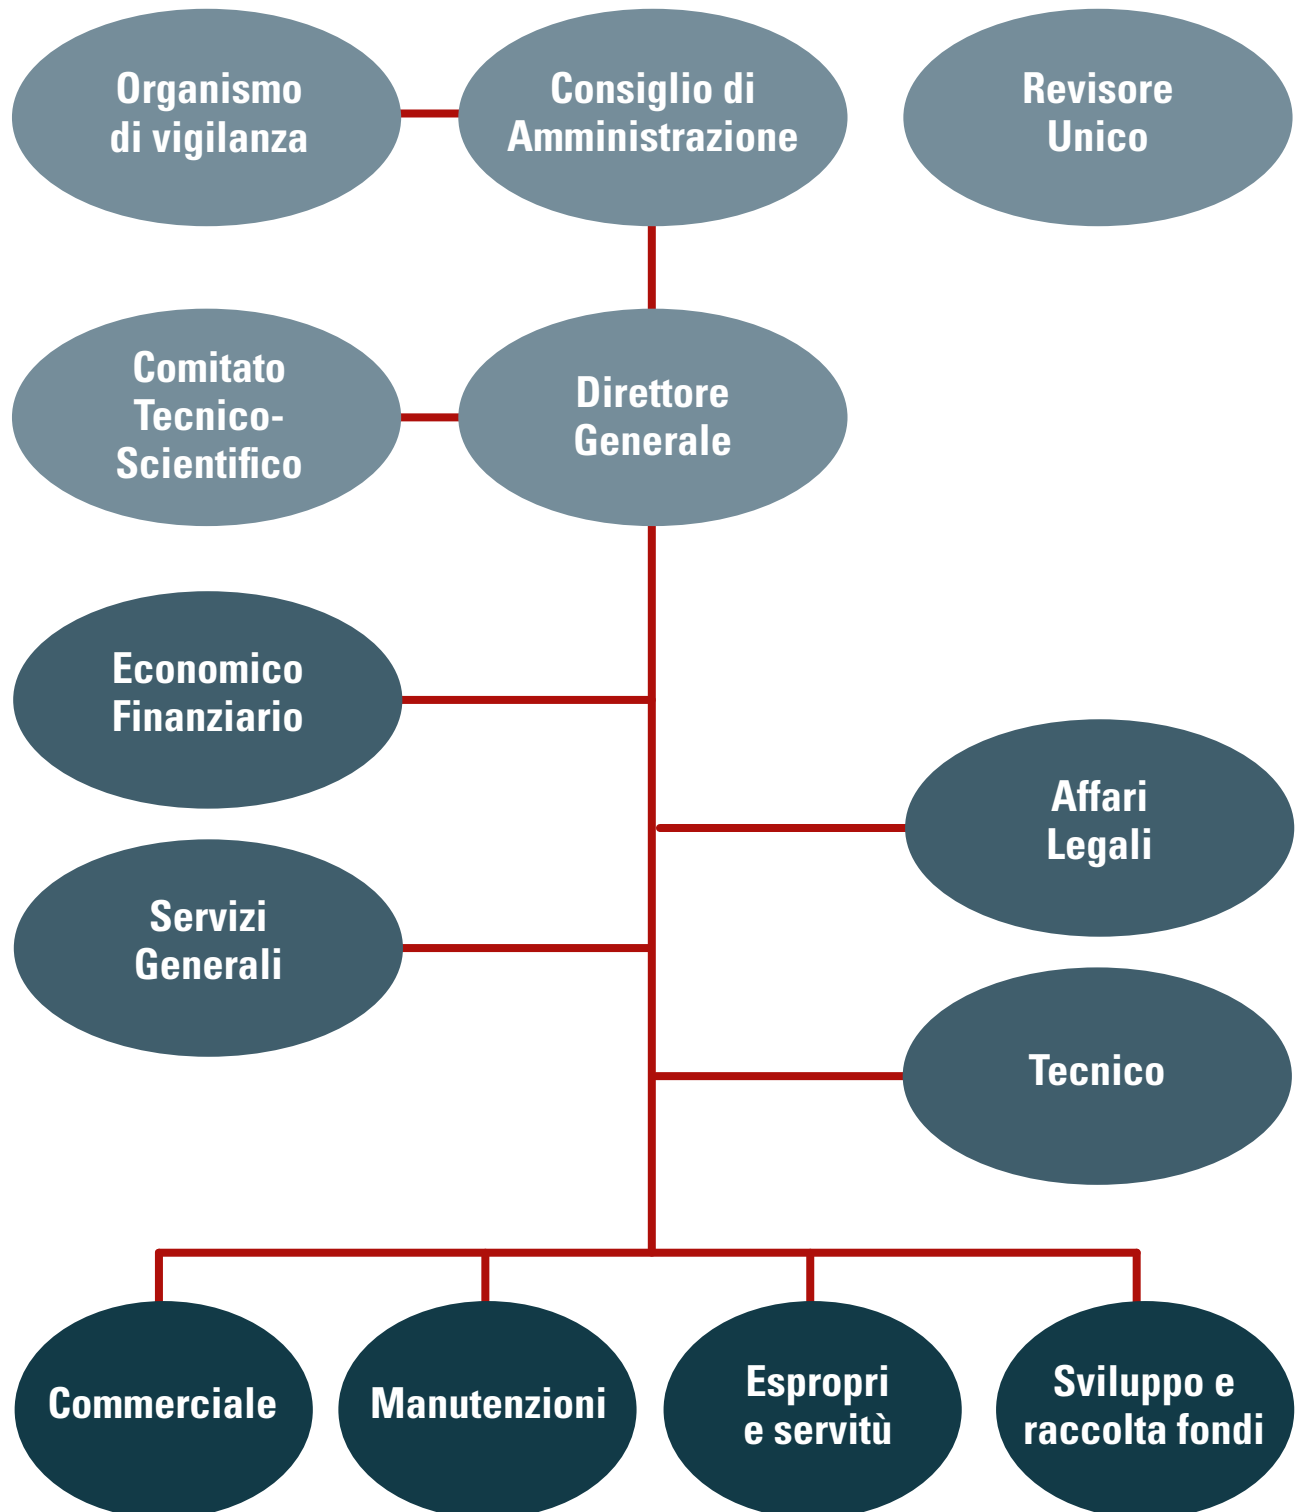 Organismo
di vigilanza
Consiglio di
Amministrazione
Revisore
Unico
Comitato
Tecnico-
Scientifico
Direttore
Generale
Economico
Finanziario
Affari
Legali
Servizi
Generali
Tecnico
Commerciale
Manutenzioni
Espropri
e servitù
Sviluppo e
raccolta fondi